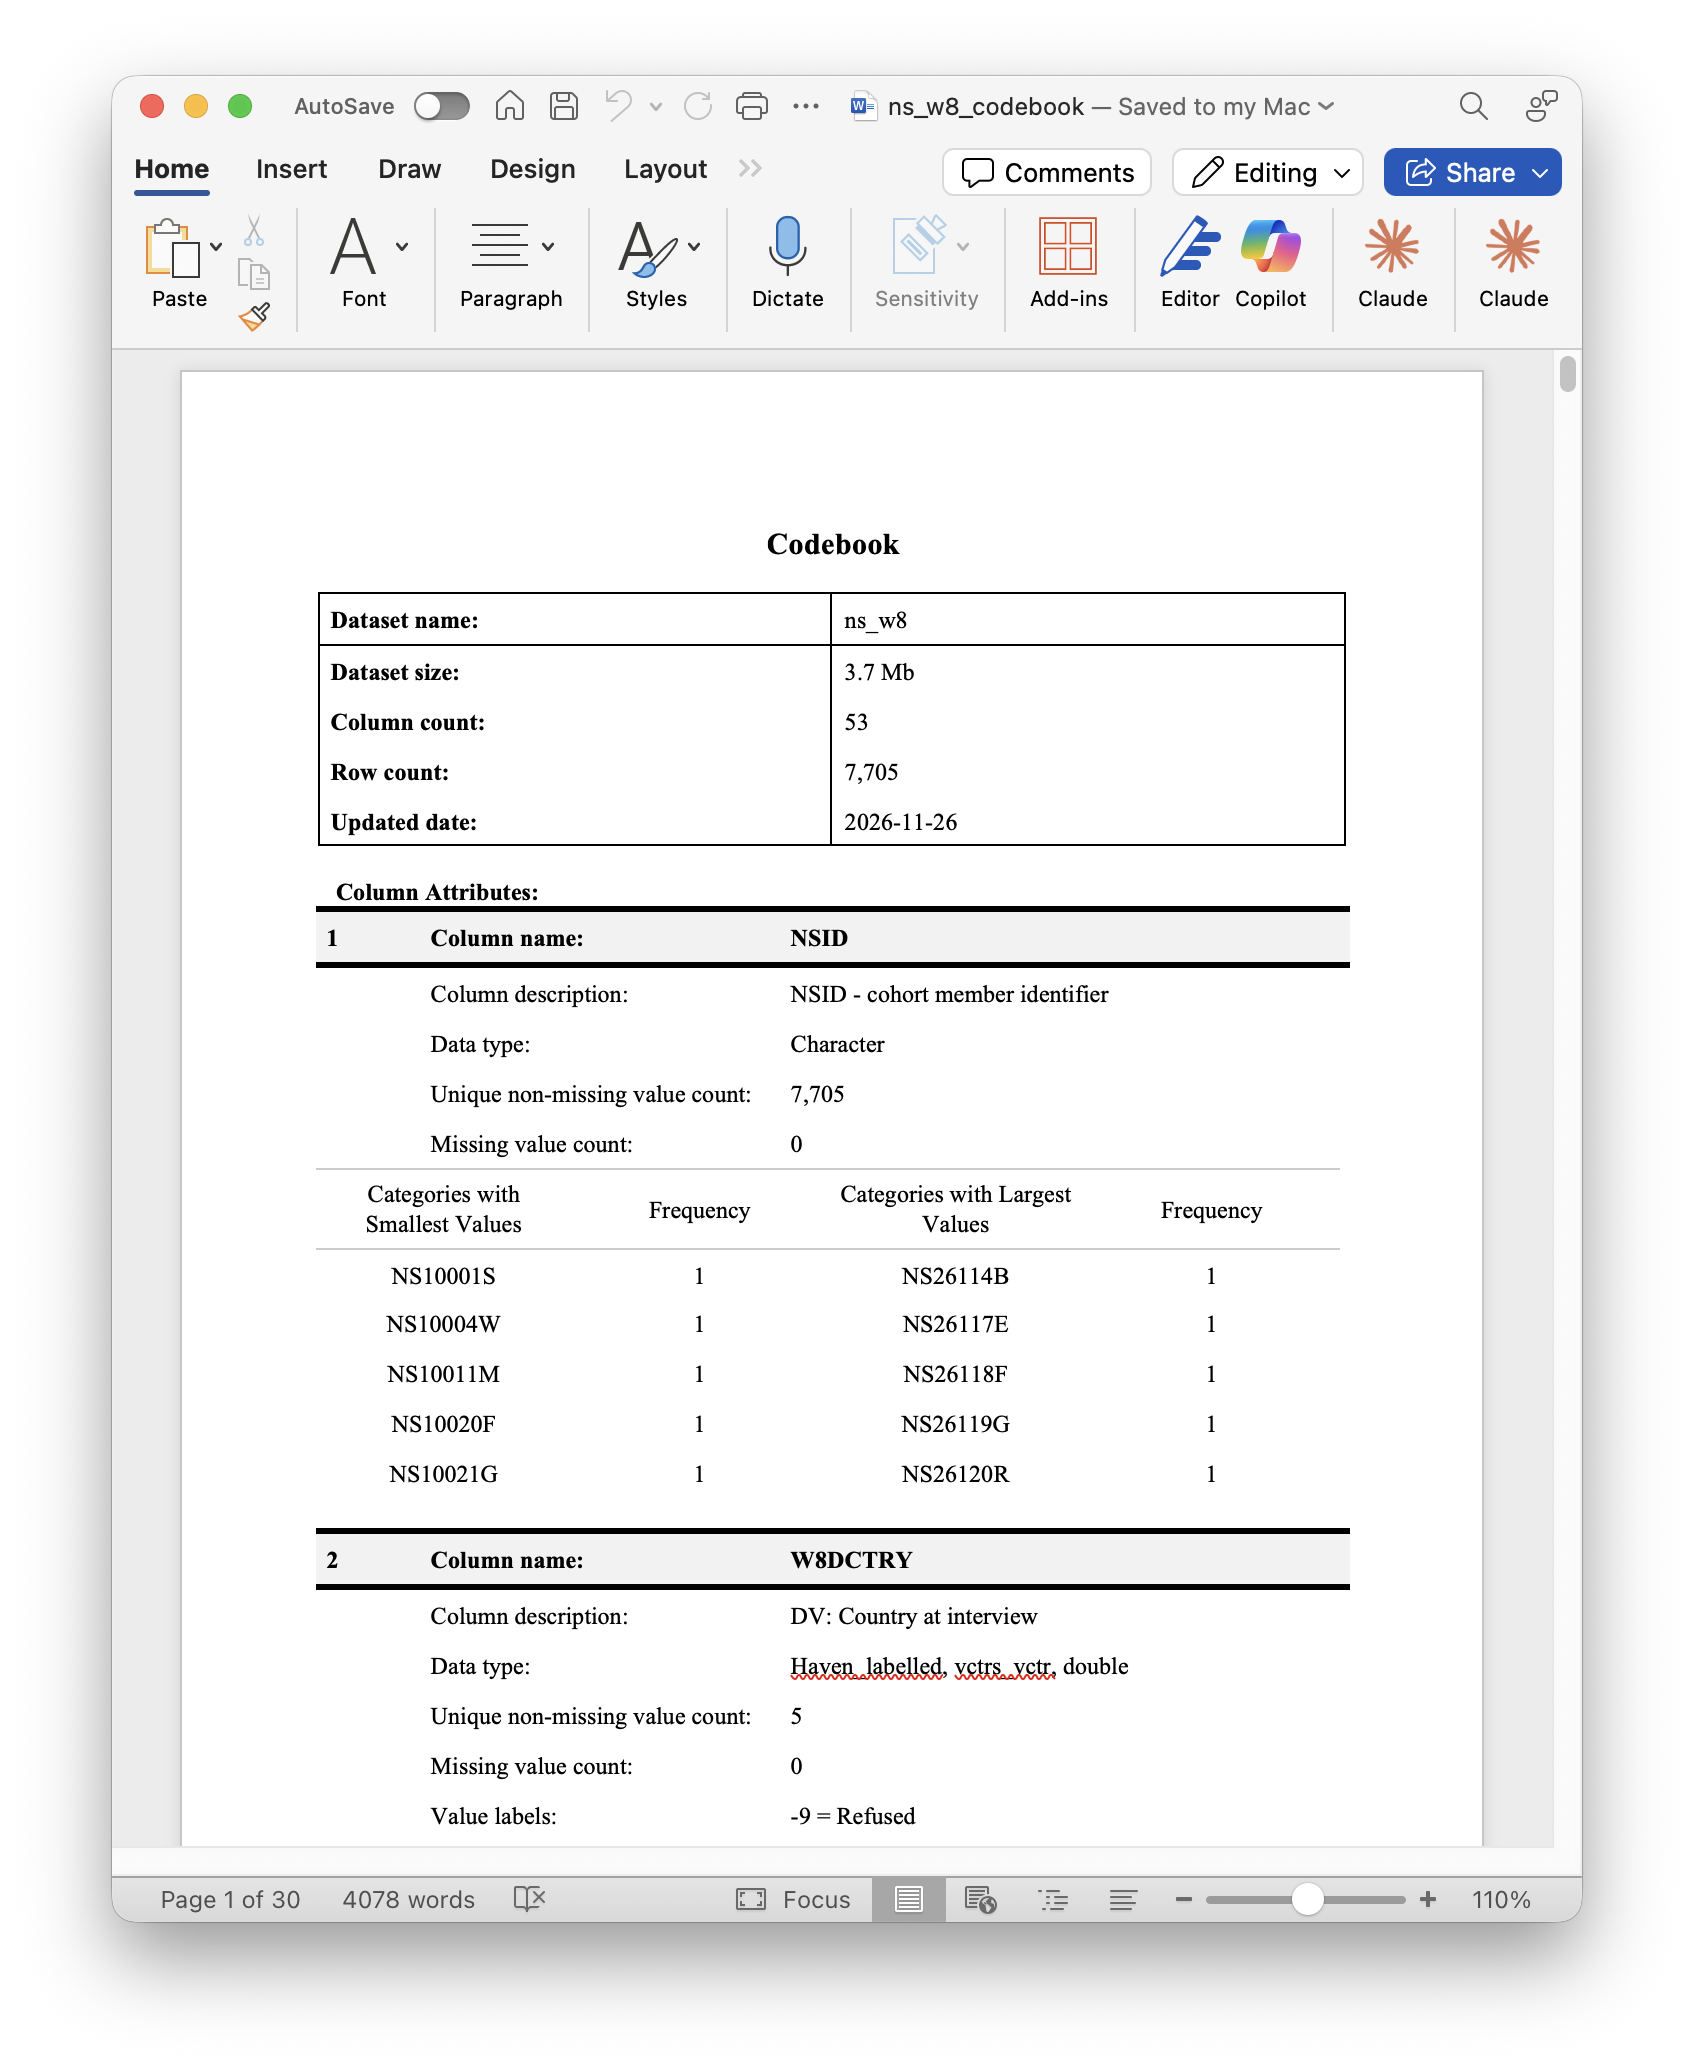 AutoSave
ns_w8_codebook — Saved to my Mac
Home Insert Draw Design Layout
Comments Editing Share
Paste Font Paragraph Styles Dictate Sensitivity Add-ins Editor Copilot Claude Claude
Codebook
Dataset name: ns_w8
Dataset size: 3.7 Mb
Column count: 53
Row count: 7,705
Updated date: 2026-11-26
Column Attributes:
1 Column name: NSID
Column description: NSID - cohort member identifier
Data type: Character
Unique non-missing value count: 7,705
Missing value count: 0
Categories with Smallest Values Frequency Categories with Largest Values Frequency
NS10001S 1 NS26114B 1
NS10004W 1 NS26117E 1
NS10011M 1 NS26118F 1
NS10020F 1 NS26119G 1
NS10021G 1 NS26120R 1
2 Column name: W8DCTRY
Column description: DV: Country at interview
Data type: Haven_labelled, vctrs_vctr, double
Unique non-missing value count: 5
Missing value count: 0
Value labels: -9 = Refused
Page 1 of 30 4078 words Focus 110%